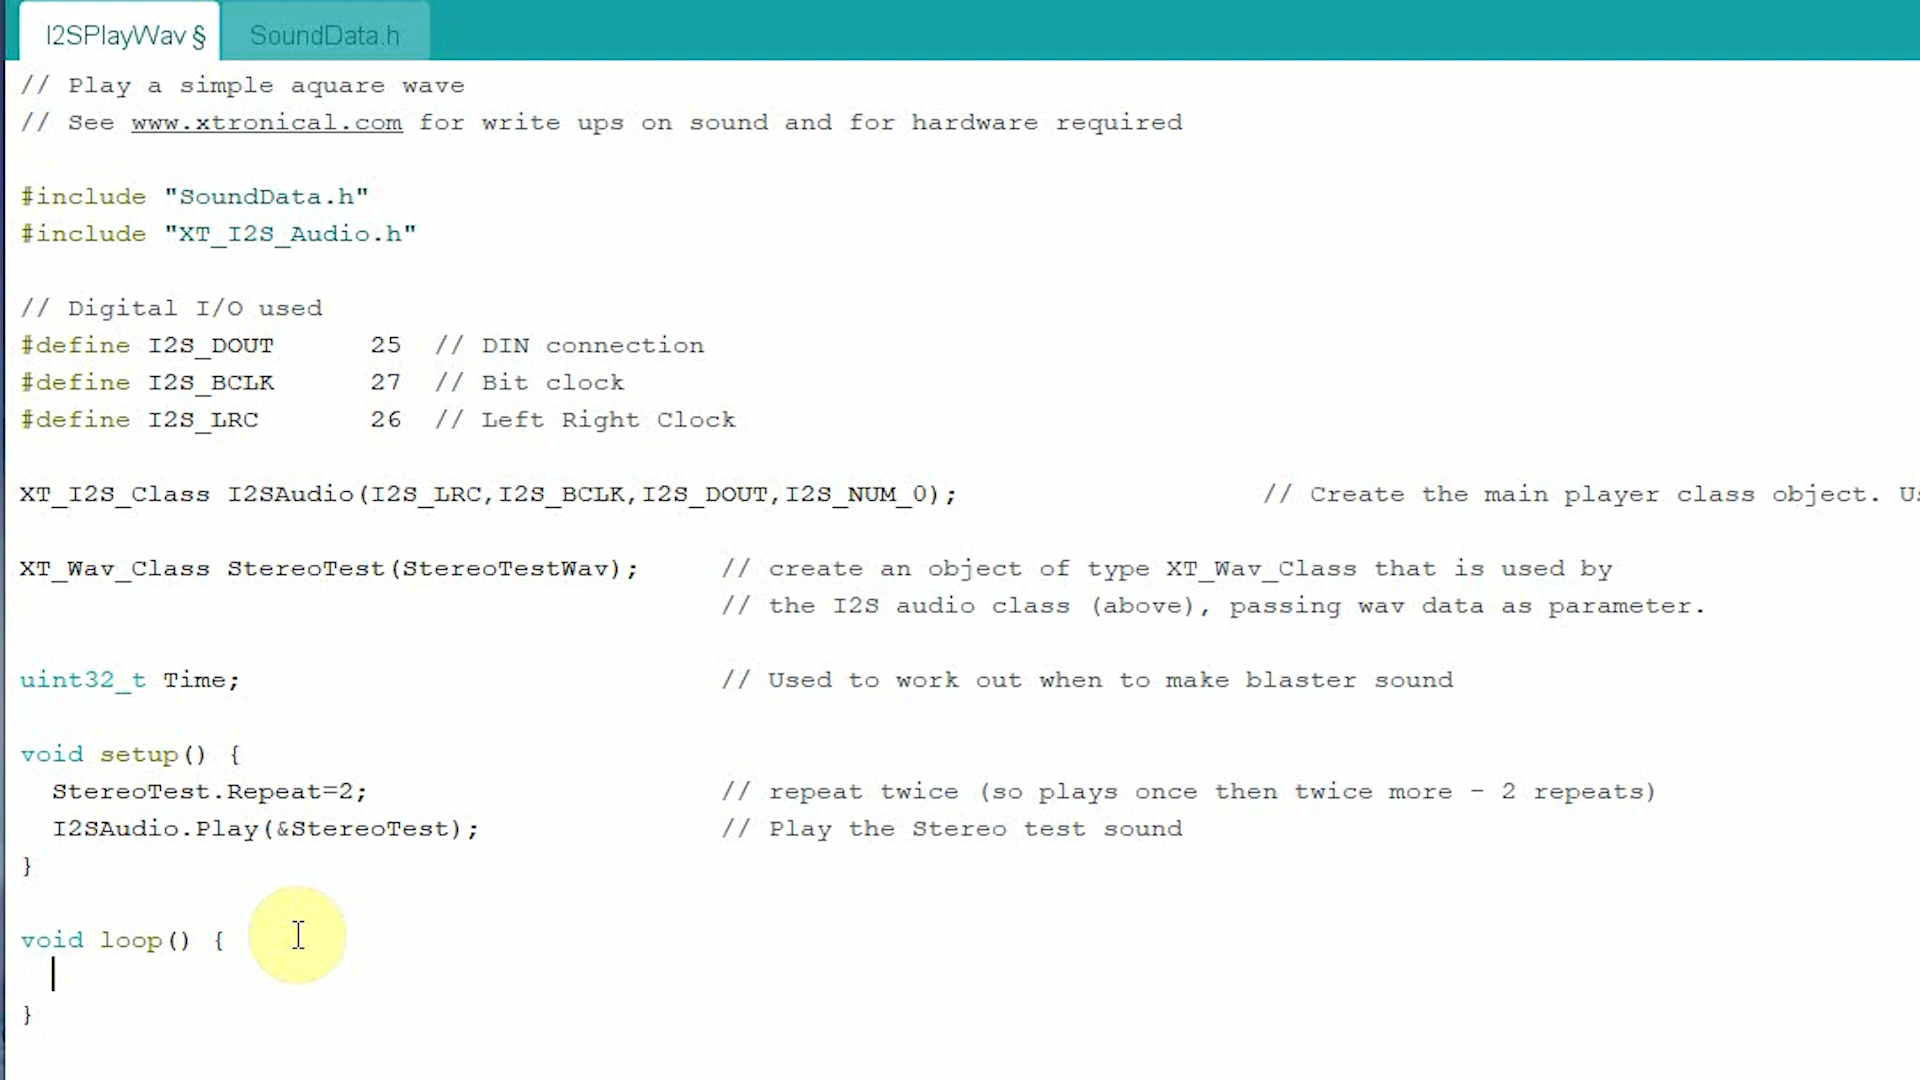 I2SPlayWav § SoundData.h
// Play a simple aquare wave
// See www.xtronical.com for write ups on sound and for hardware required
#include "SoundData.h"
#include "XT_I2S_Audio.h"
// Digital I/O used
#define I2S_DOUT 25 // DIN connection
#define I2S_BCLK 27 // Bit clock
#define I2S_LRC 26 // Left Right Clock
XT_I2S_Class I2SAudio(I2S_LRC,I2S_BCLK,I2S_DOUT,I2S_NUM_0); // Create the main player class object.
XT_Wav_Class StereoTest(StereoTestWav); // create an object of type XT_Wav_Class that is used by
// the I2S audio class (above), passing wav data as parameter.
uint32_t Time; // Used to work out when to make blaster sound
void setup() {
StereoTest.Repeat=2; // repeat twice (so plays once then twice more - 2 repeats)
I2SAudio.Play(&StereoTest); // Play the Stereo test sound
}
void loop() {
}